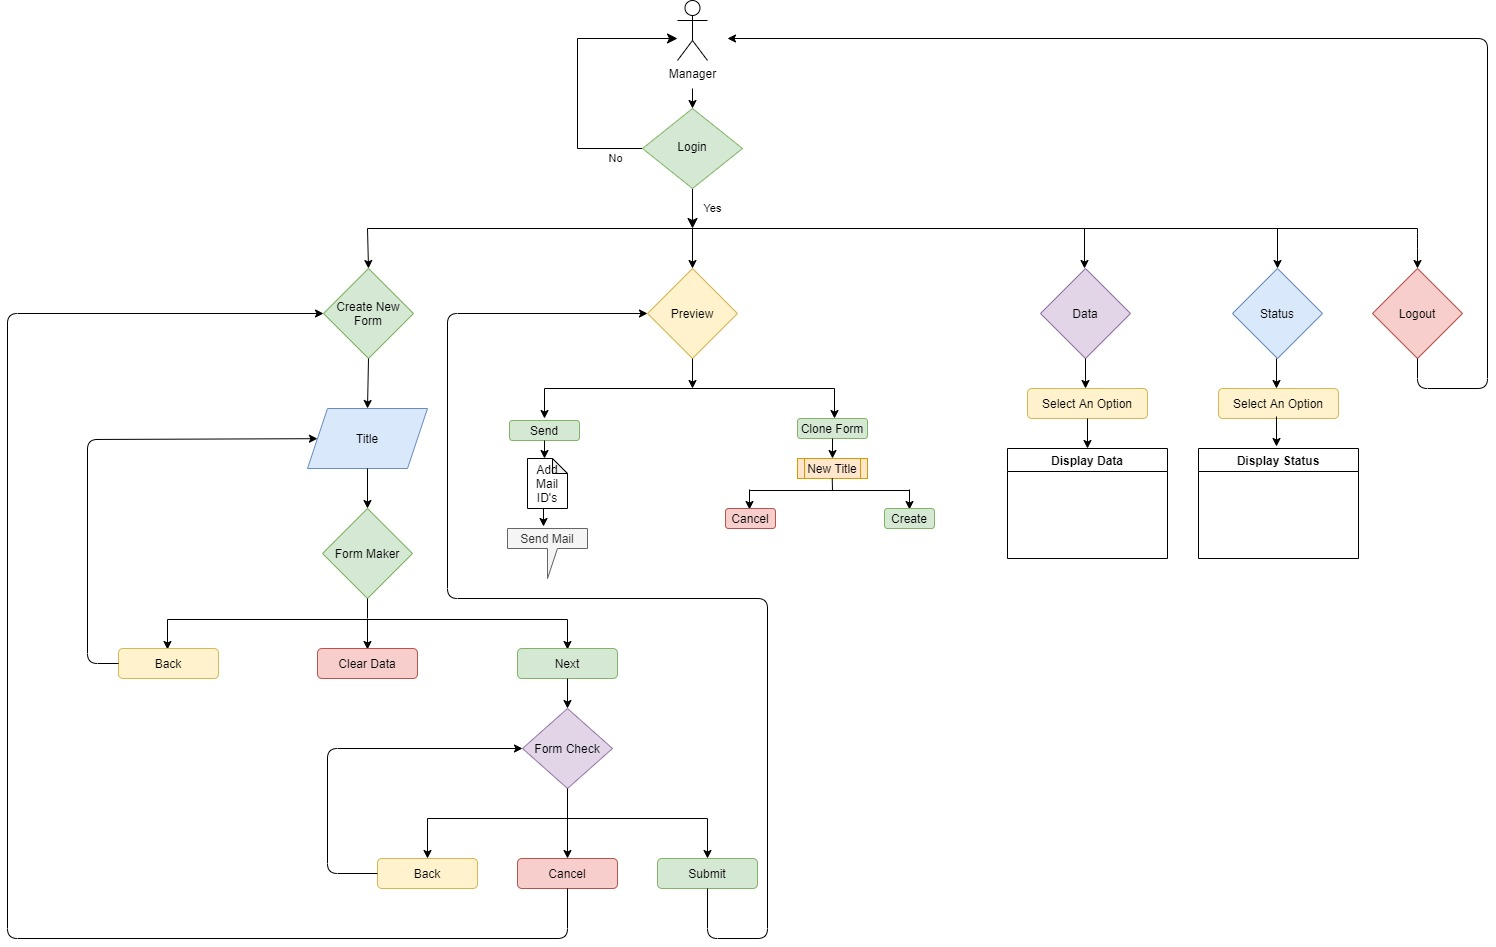 Manager
Login
No
Yes
Create New
Form
Preview
Data
Status
Logout
Title
Select An Option
Select An Option
Send
Clone Form
Display Data
Display Status
Add
Mail
ID's
New Title
Cancel
Create
Send Mail
Form Maker
Back
Clear Data
Next
Form Check
Back
Cancel
Submit